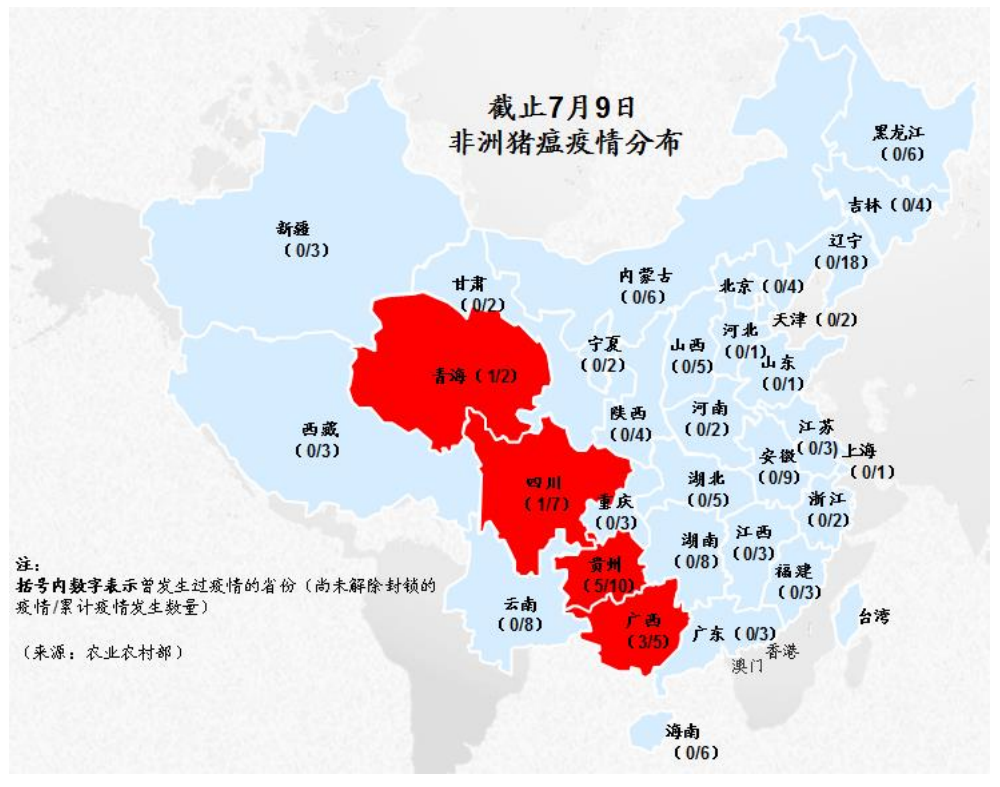 截止7月9日
非洲猪瘟疫情分布
黑龙江
（0/6）
吉林（0/4）
辽宁
（0/18）
新疆
（0/3）
内蒙古
（0/6）
甘肃
（0/2）
北京（0/4）
天津（0/2）
河北
（0/1）
宁夏
（0/2）
山西
（0/5）
山东
（0/1）
青海（1/2）
陕西
（0/4）
河南
（0/2）
江苏
（0/3）
西藏
（0/3）
安徽
（0/9）
上海
（0/1）
四川
（1/7）
重庆
（0/3）
湖北
（0/5）
浙江
（0/2）
湖南
（0/8）
江西
（0/3）
贵州
（5/10）
福建
（0/3）
云南
（0/8）
广西
（3/5）
广东（0/3）
台湾
香港
澳门
海南
（0/6）
注：
括号内数字表示曾发生过疫情的省份（尚未解除封锁的
疫情/累计疫情发生数量）
（来源：农业农村部）